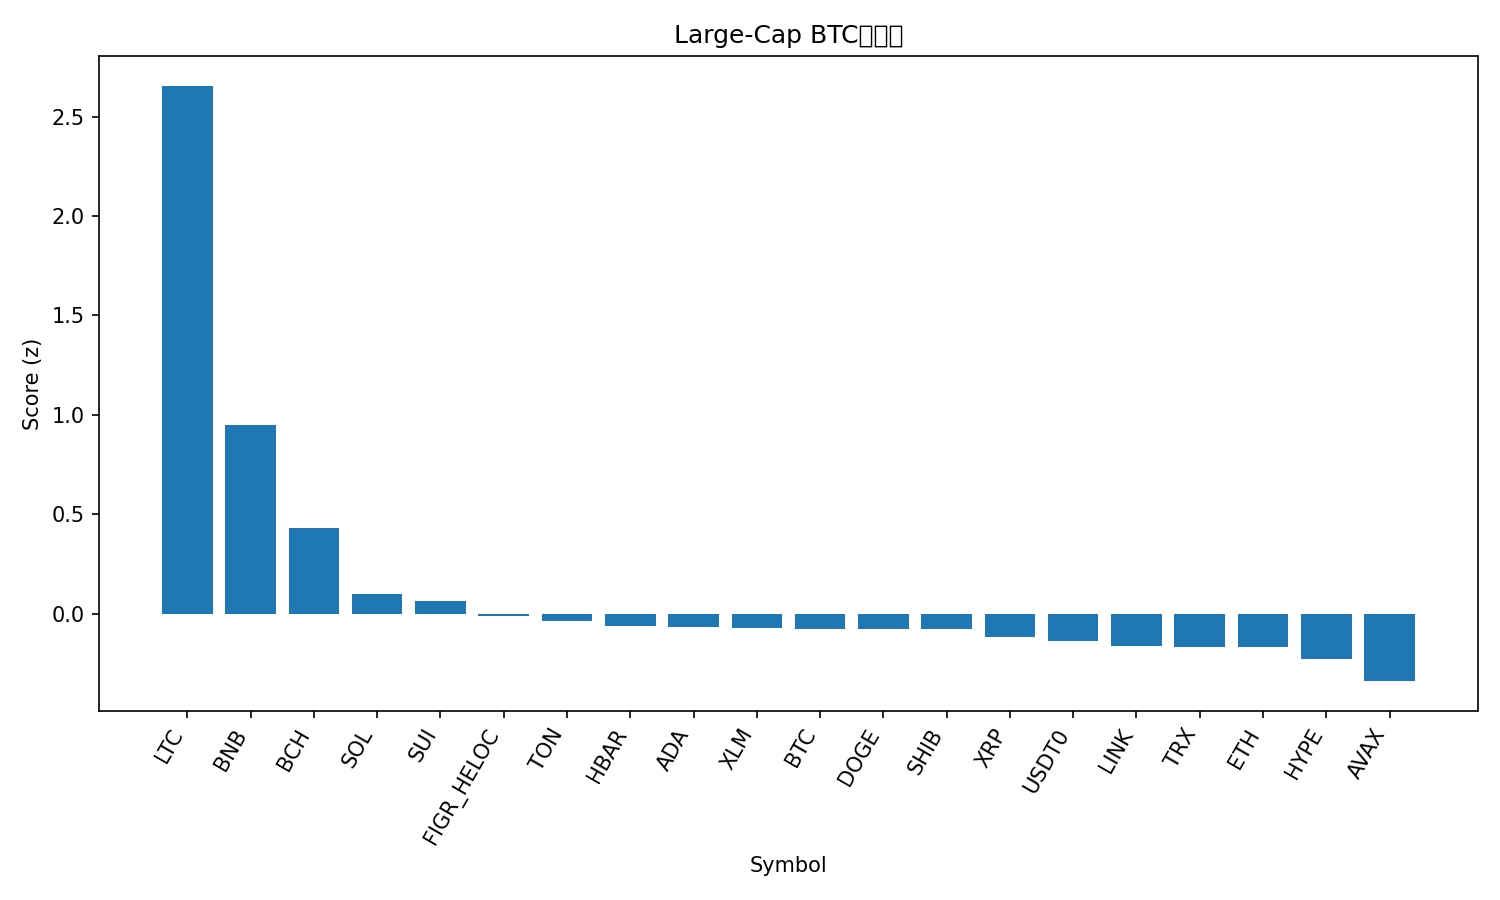 Large-Cap BTC
Score (z)
2.5
2.0
1.5
1.0
0.5
0.0
LTC
BNB
BCH
SOL
SUI
FIGR_HELOC
TON
HBAR
ADA
XLM
BTC
DOGE
SHIB
XRP
USDT0
LINK
TRX
ETH
HYPE
AVAX
Symbol